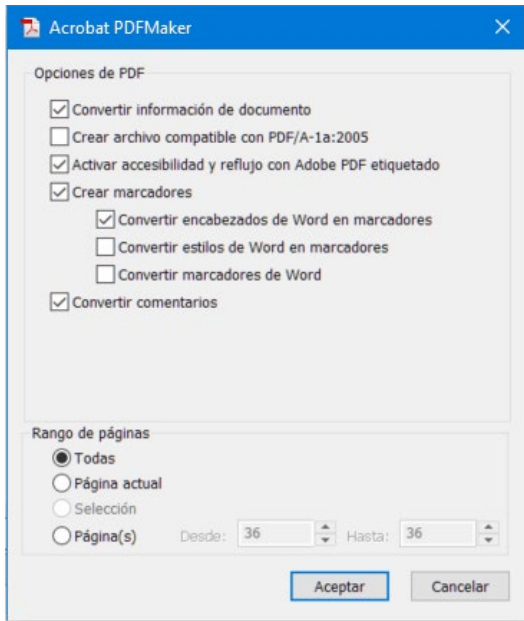 Acrobat PDFMaker
Opciones de PDF
Convertir información de documento
Crear archivo compatible con PDF/A-1a:2005
Activar accesibilidad y reflujo con Adobe PDF etiquetado
Crear marcadores
Convertir encabezados de Word en marcadores
Convertir estilos de Word en marcadores
Convertir marcadores de Word
Convertir comentarios
Rango de páginas
Todas
Página actual
Selección
Página(s) Desde: 36 Hasta: 36
Aceptar Cancelar